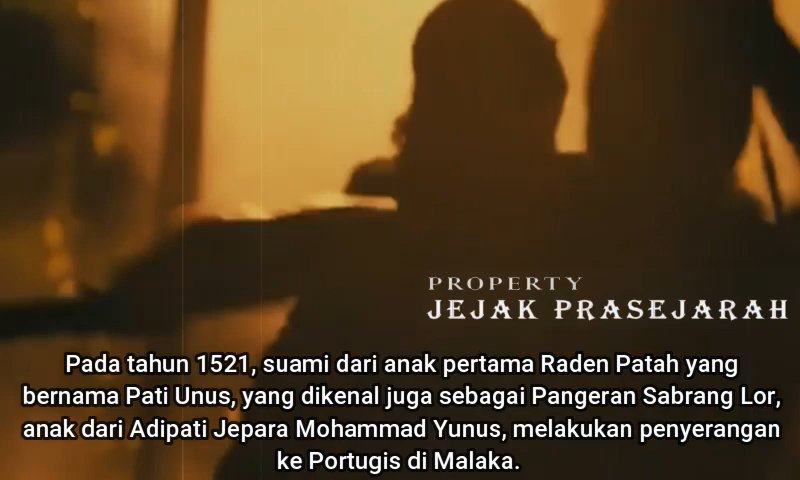 PROPERTY
JEJAK PRASEJARAH
Pada tahun 1521, suami dari anak pertama Raden Patah yang
bernama Pati Unus, yang dikenal juga sebagai Pangeran Sabrang Lor,
anak dari Adipati Jepara Mohammad Yunus, melakukan penyerangan
ke Portugis di Malaka.